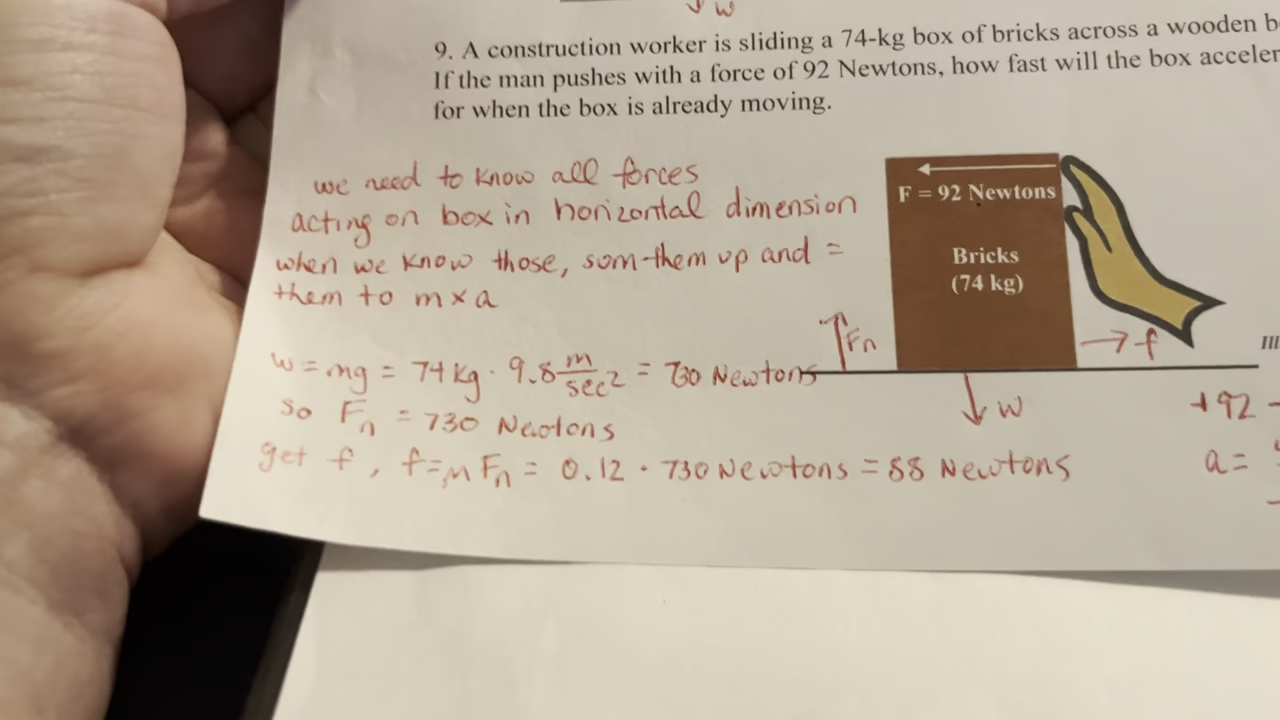 w
9. A construction worker is sliding a 74-kg box of bricks across a wooden b
If the man pushes with a force of 92 Newtons, how fast will the box acceler
for when the box is already moving.
we need to know all forces
acting on box in horizontal dimension
when we know those, sum them up and =
them to m x a
F = 92 Newtons
Bricks
(74 kg)
Fn
→ f
w
w = mg = 74 kg · 9.8 m/sec2 = 730 Newtons
so Fn = 730 Newtons
get f, f = μ Fn = 0.12 · 730 Newtons = 88 Newtons
+92 -
a =